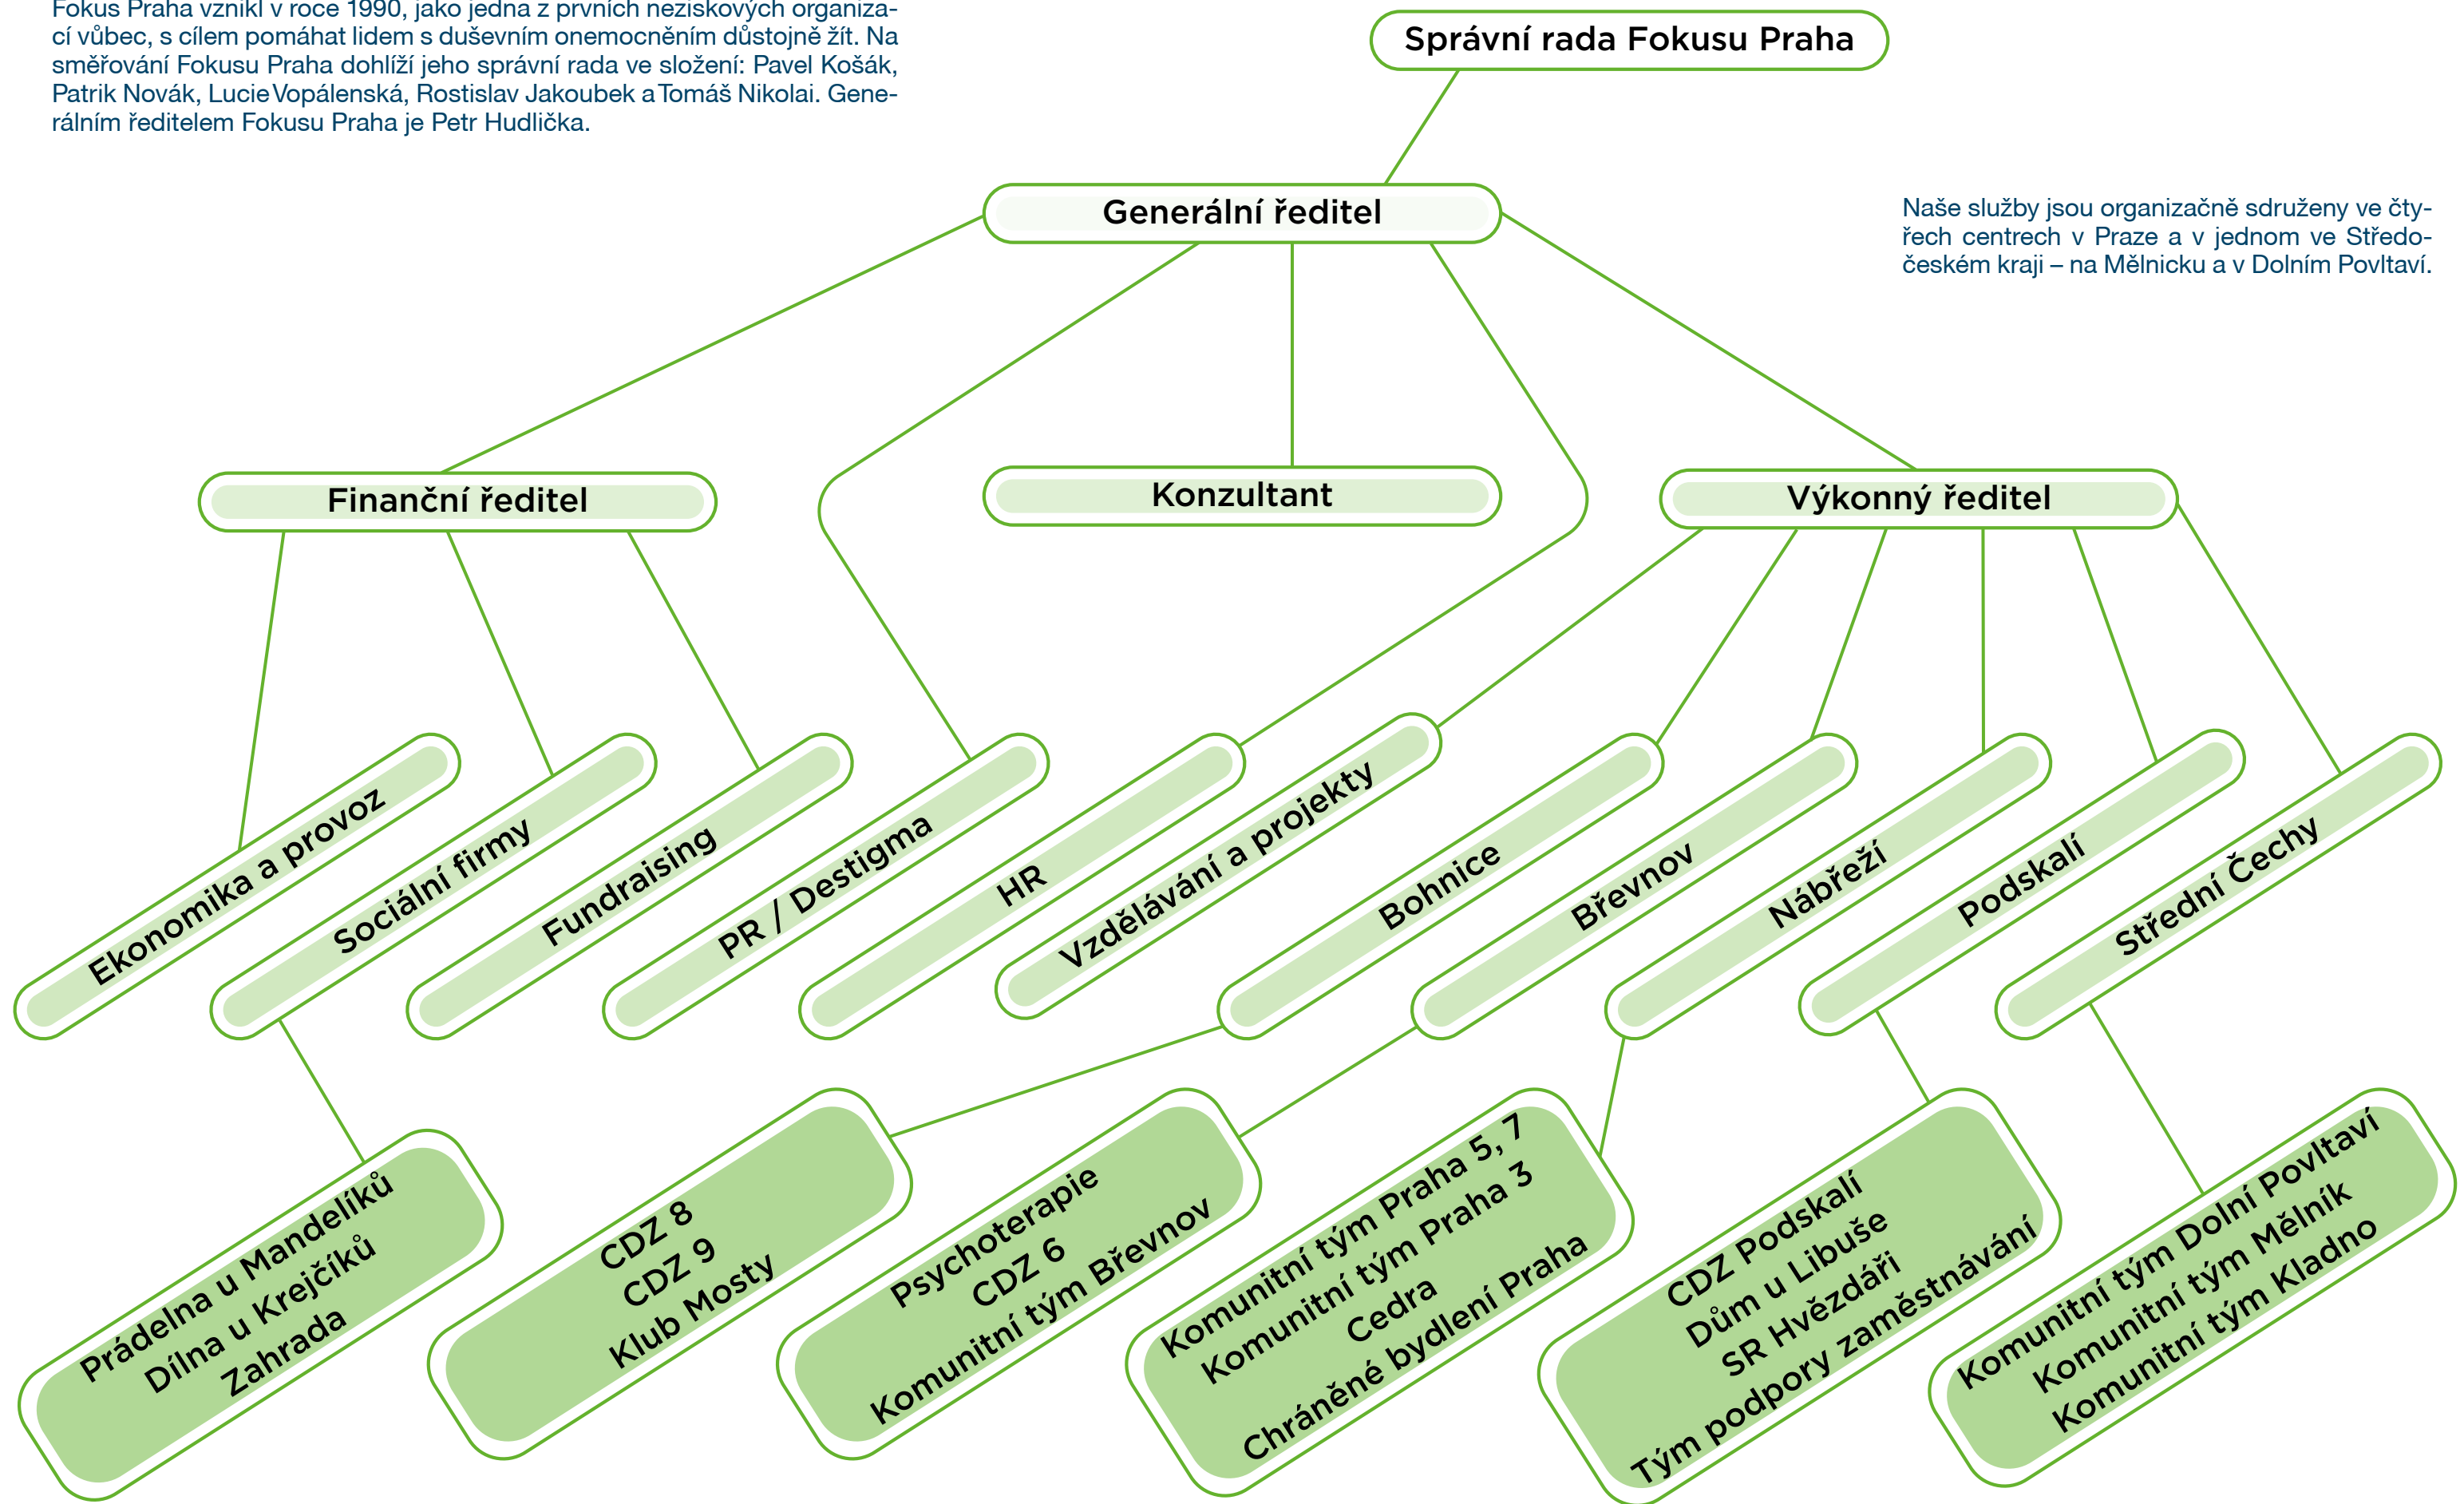 Fokus Praha vznikl v roce 1990, jako jedna z prvních neziskových organiza-
cí vůbec, s cílem pomáhat lidem s duševním onemocněním důstojně žít. Na
směřování Fokusu Praha dohlíží jeho správní rada ve složení: Pavel Košák,
Patrik Novák, Lucie Vopálenská, Rostislav Jakoubek a Tomáš Nikolai. Gene-
rálním ředitelem Fokusu Praha je Petr Hudlička.
Správní rada Fokusu Praha
Generální ředitel
Naše služby jsou organizačně sdruženy ve čty-
řech centrech v Praze a v jednom ve Středo-
českém kraji – na Mělnicku a v Dolním Povltaví.
Finanční ředitel
Konzultant
Výkonný ředitel
Ekonomika a provoz
Sociální firmy
Fundraising
PR / Destigma
HR
Vzdělávání a projekty
Bohnice
Břevnov
Nábřeží
Podskalí
Střední Čechy
Prádelna u Mandelíků
Dílna u Krejčíků
Zahrada
CDZ 8
CDZ 9
Klub Mosty
Psychoterapie
CDZ 6
Komunitní tým Břevnov
Komunitní tým Praha 5, 7
Komunitní tým Praha 3
Cedra
Chráněné bydlení Praha
CDZ Podskalí
Dům u Libuše
SR Hvězdáři
Tým podpory zaměstnávání
Komunitní tým Dolní Povltaví
Komunitní tým Mělník
Komunitní tým Kladno